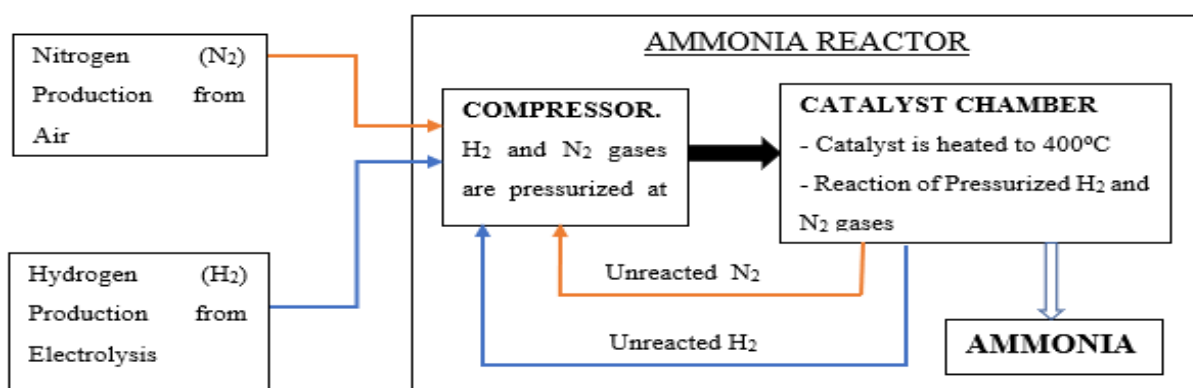 Nitrogen (N₂)
Production from
Air
Hydrogen (H₂)
Production from
Electrolysis
AMMONIA REACTOR
COMPRESSOR.
H₂ and N₂ gases
are pressurized at
CATALYST CHAMBER
- Catalyst is heated to 400⁰C
- Reaction of Pressurized H₂ and
N₂ gases
Unreacted N₂
Unreacted H₂
AMMONIA